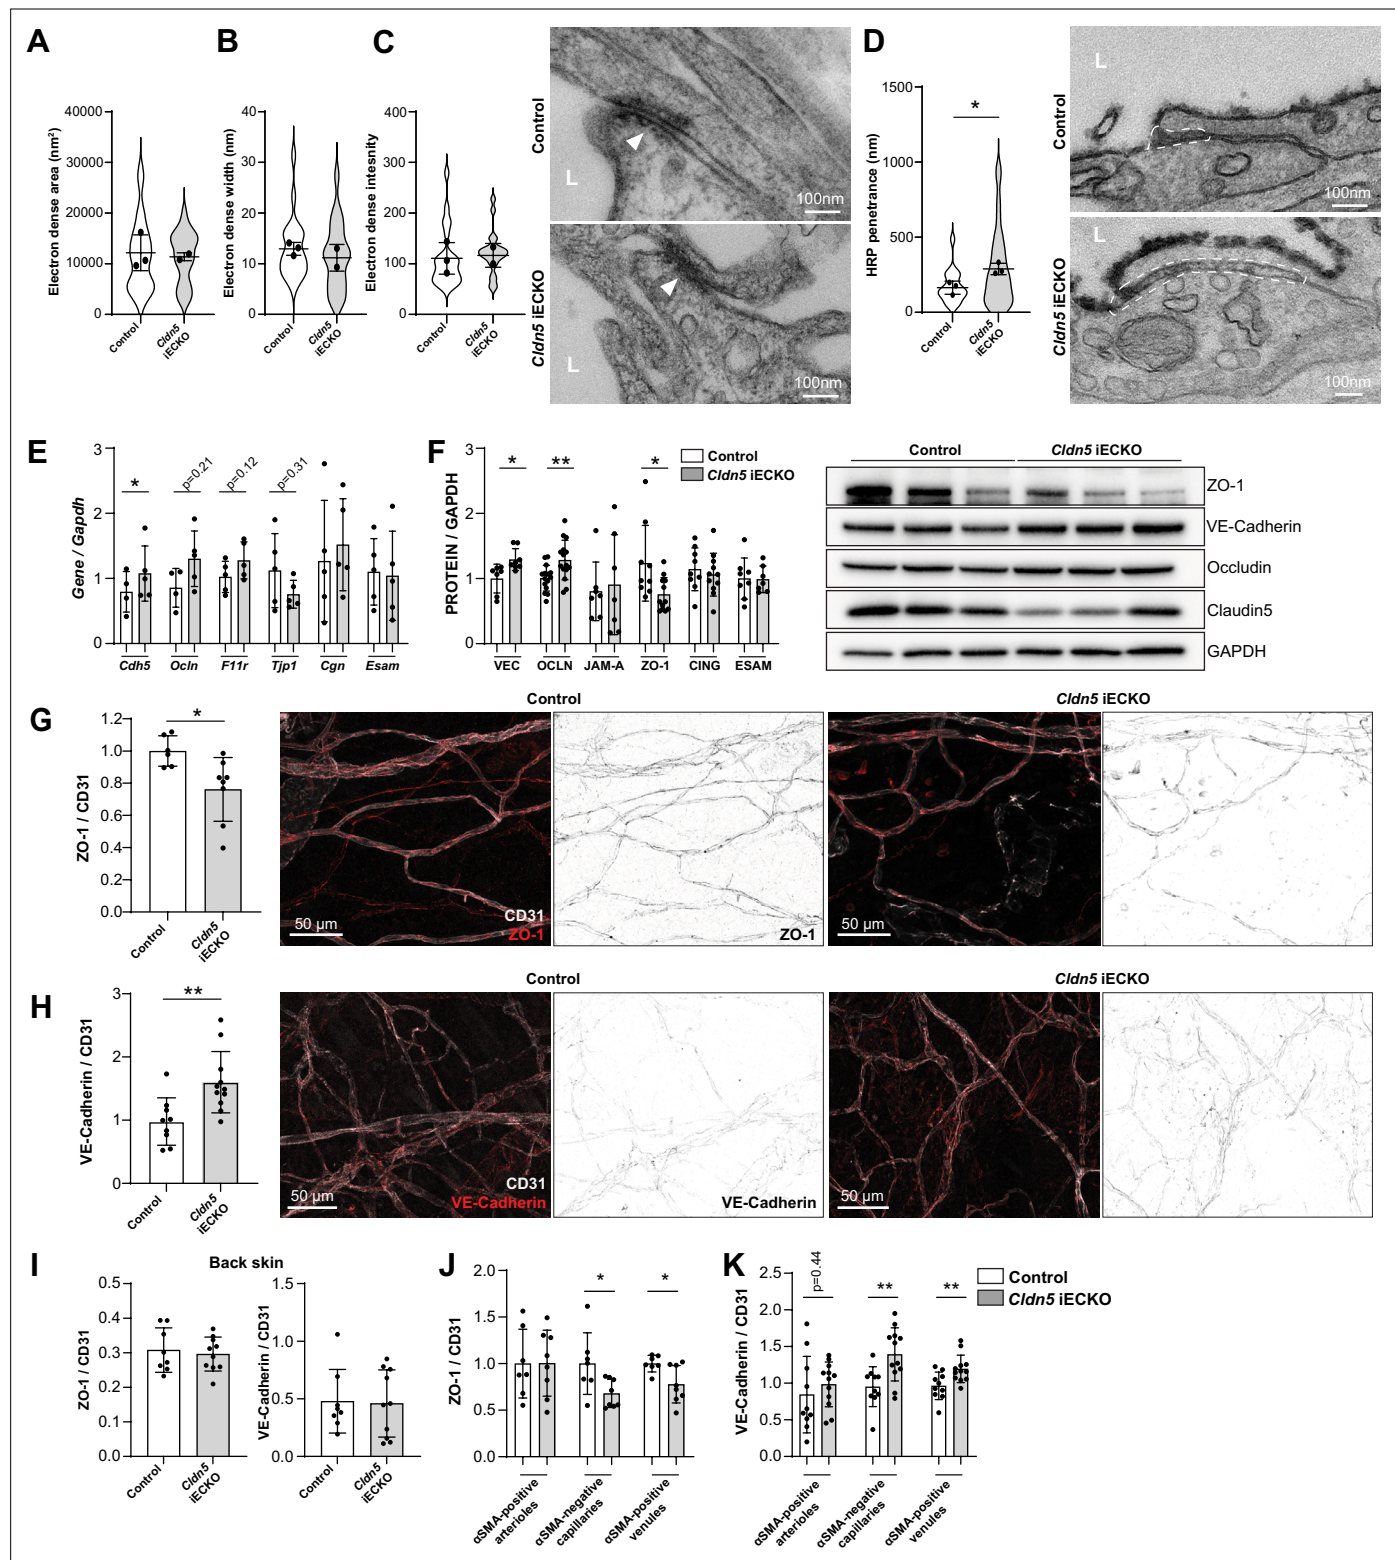 A
Electron dense area (nm²)
40000
30000
20000
10000
0
Control
Cldn5
iECKO
B
Electron dense width (nm)
40
30
20
10
0
Control
Cldn5
iECKO
C
Electron dense intesnity
400
300
200
100
0
Control
Cldn5
iECKO
Control
L
100nm
Cldn5 iECKO
L
100nm
D
HRP penetrance (nm)
1500
1000
500
0
*
Control
Cldn5
iECKO
Control
L
100nm
Cldn5 iECKO
L
100nm
E
Gene / Gapdh
3
2
1
0
*
p=0.21
p=0.12
p=0.31
Cdh5
Ocln
F11r
Tjp1
Cgn
Esam
F
PROTEIN / GAPDH
3
2
1
0
*
**
*
Control
Cldn5 iECKO
VEC
OCLN
JAM-A
ZO-1
CING
ESAM
Control
Cldn5 iECKO
ZO-1
VE-Cadherin
Occludin
Claudin5
GAPDH
G
ZO-1 / CD31
1.2
1.0
0.8
0.6
0.4
0.2
0.0
*
Control
Cldn5
iECKO
Control
Cldn5 iECKO
50 µm
CD31
ZO-1
ZO-1
50 µm
H
VE-Cadherin / CD31
3
2
1
0
**
Control
Cldn5
iECKO
Control
Cldn5 iECKO
50 µm
CD31
VE-Cadherin
VE-Cadherin
50 µm
I
Back skin
ZO-1 / CD31
0.5
0.4
0.3
0.2
0.1
0.0
Control
Cldn5
iECKO
VE-Cadherin / CD31
1.5
1.0
0.5
0.0
Control
Cldn5
iECKO
J
ZO-1 / CD31
2.0
1.5
1.0
0.5
0.0
*
*
αSMA-positive
arterioles
αSMA-negative
capillaries
αSMA-positive
venules
K
VE-Cadherin / CD31
2.5
2.0
1.5
1.0
0.5
0.0
p=0.44
**
**
Control
Cldn5 iECKO
αSMA-positive
arterioles
αSMA-negative
capillaries
αSMA-positive
venules